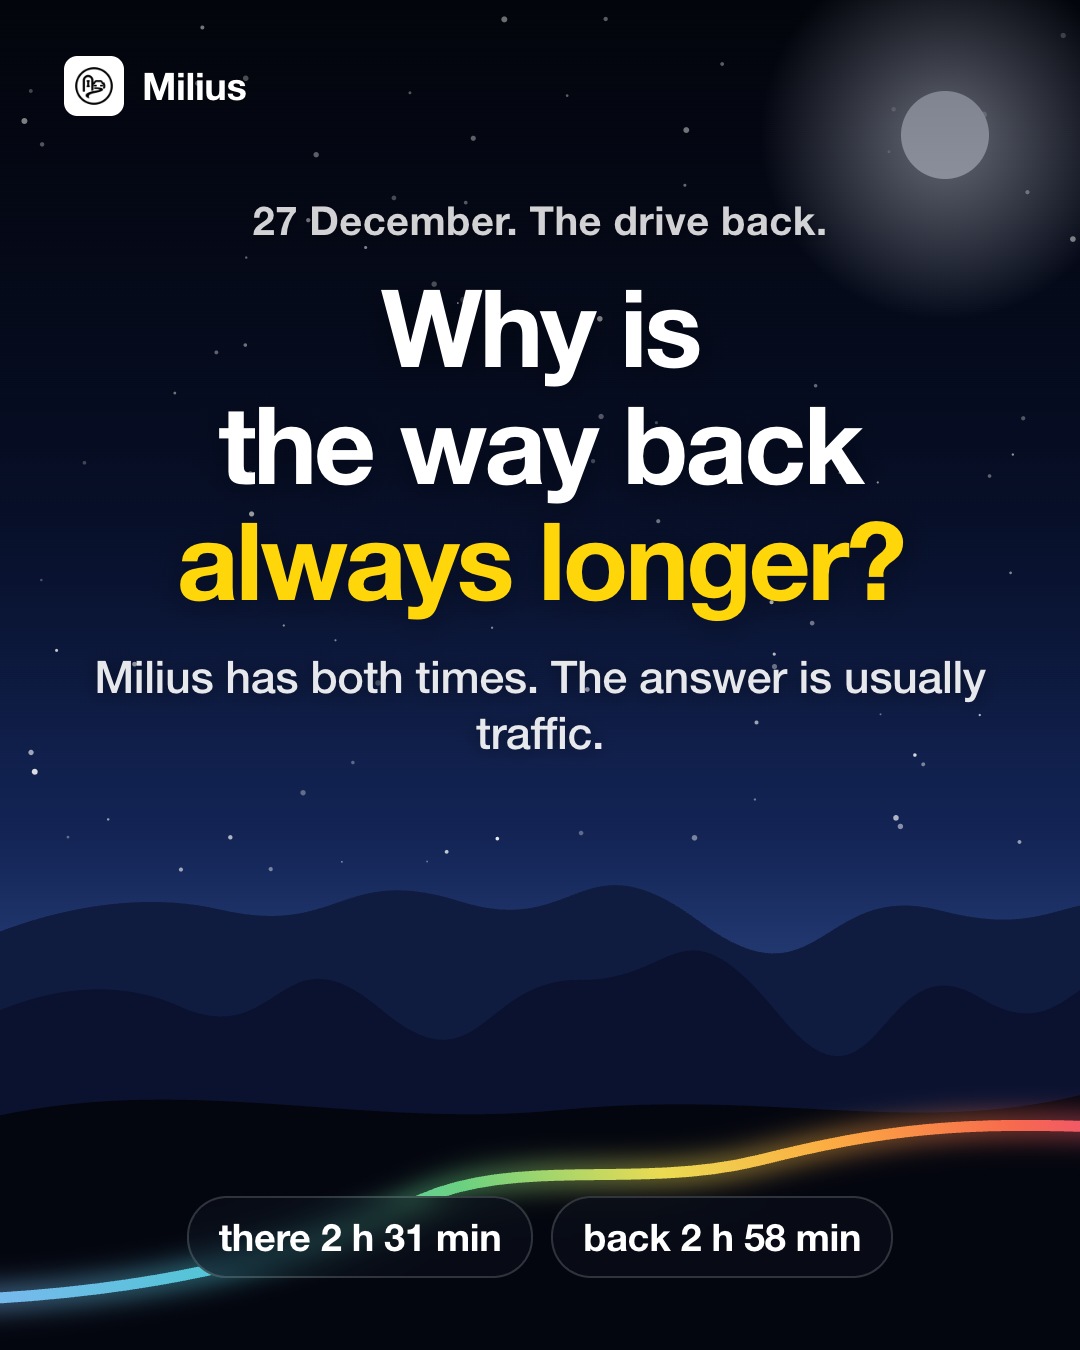 Milius
27 December. The drive back.
Why is
the way back
always longer?
Milius has both times. The answer is usually
traffic.
there 2 h 31 min
back 2 h 58 min